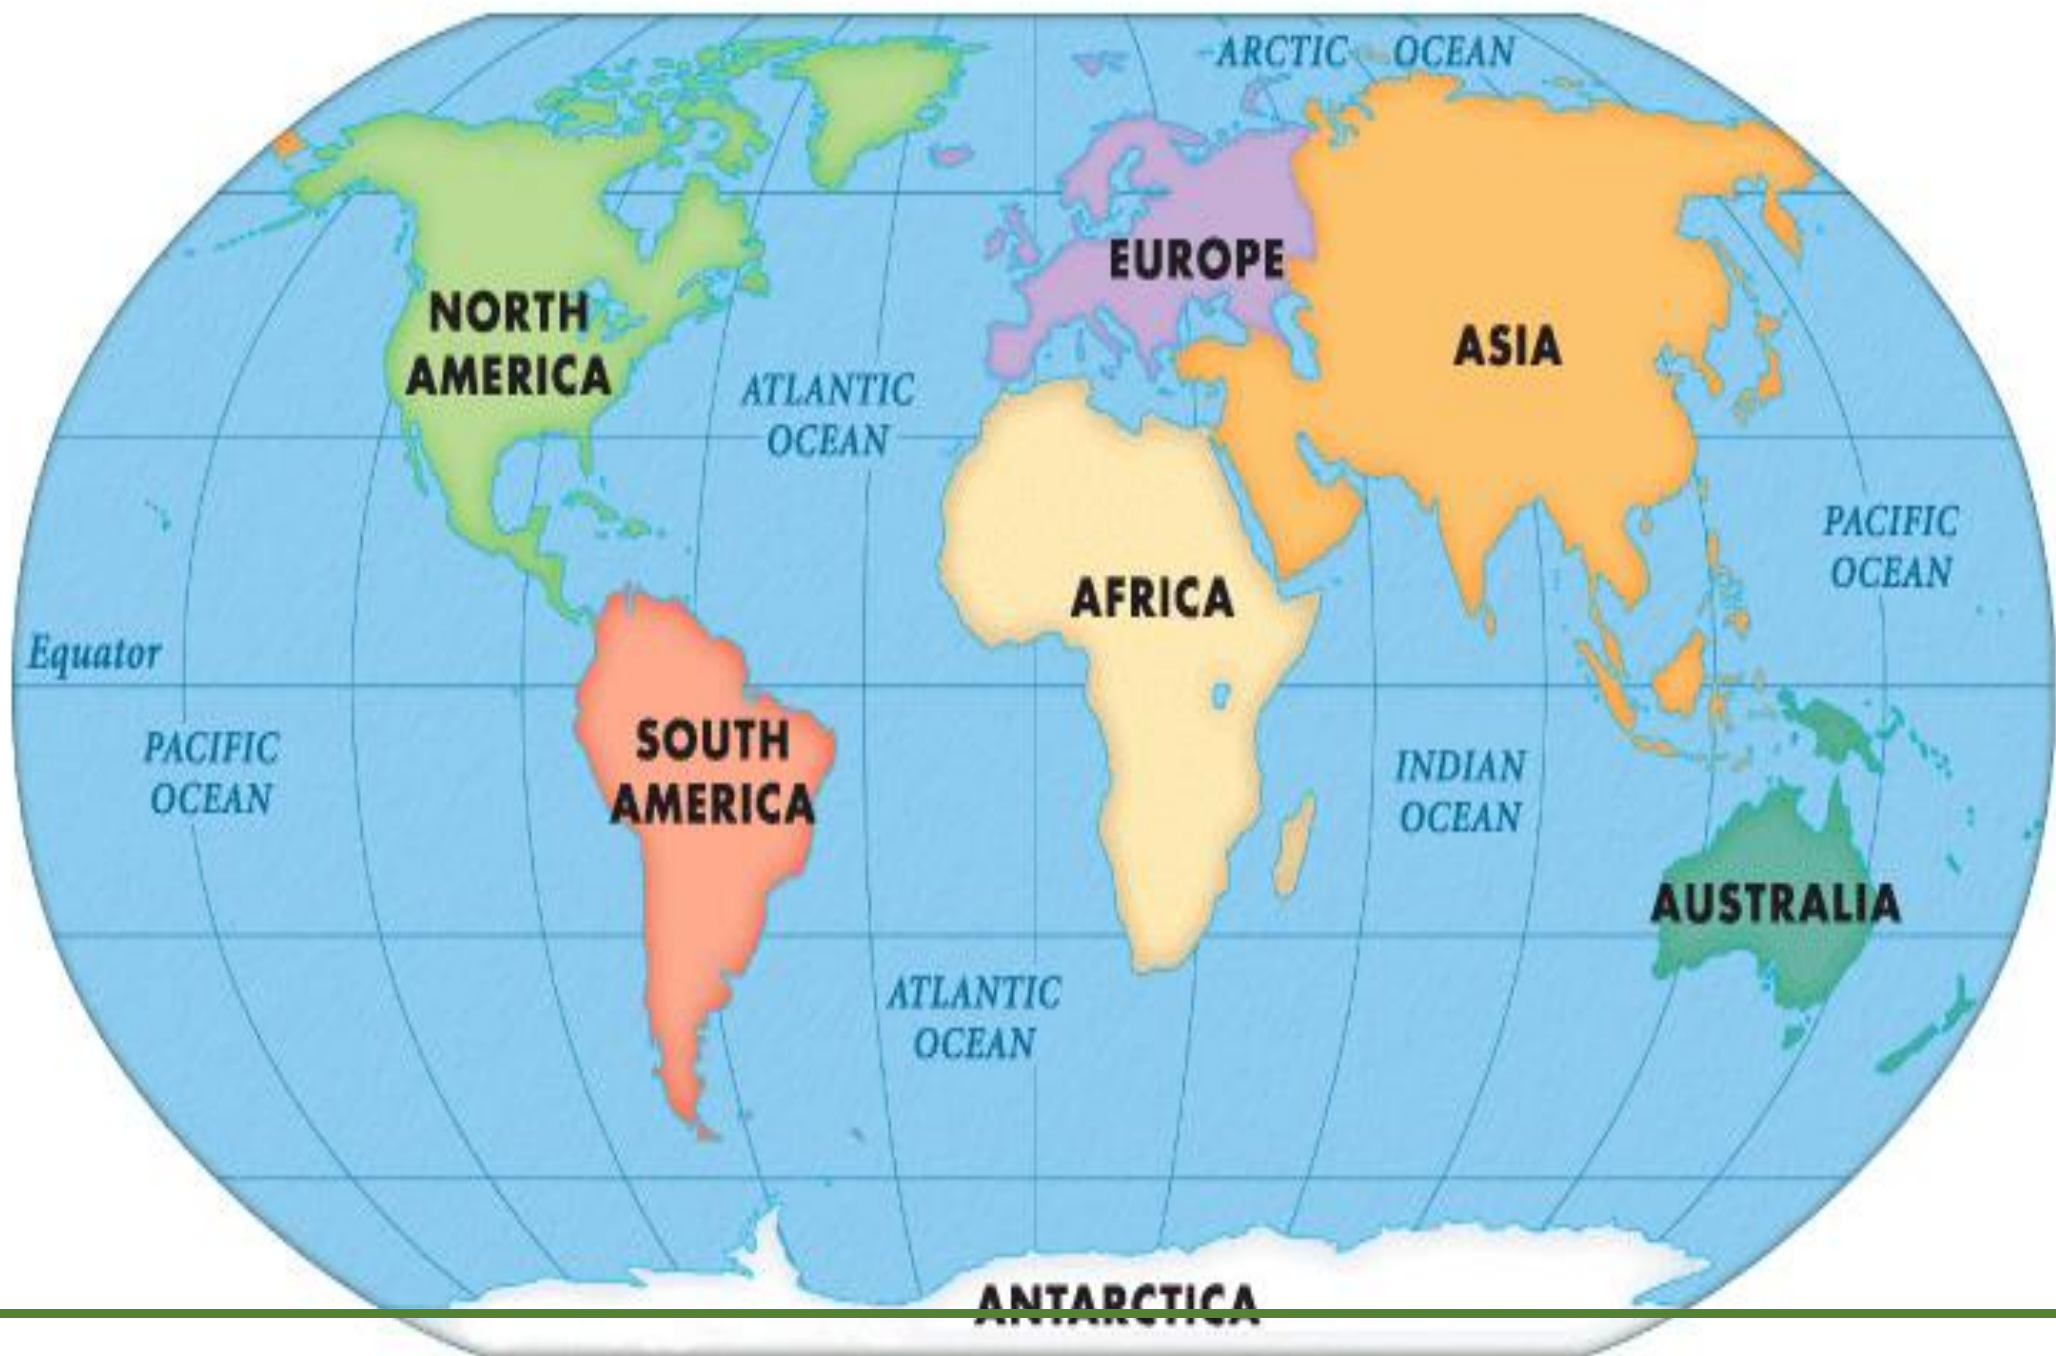 ARCTIC OCEAN
EUROPE
NORTH
AMERICA
ASIA
ATLANTIC
OCEAN
PACIFIC
OCEAN
AFRICA
Equator
SOUTH
AMERICA
PACIFIC
OCEAN
INDIAN
OCEAN
AUSTRALIA
ATLANTIC
OCEAN
ANTARCTICA